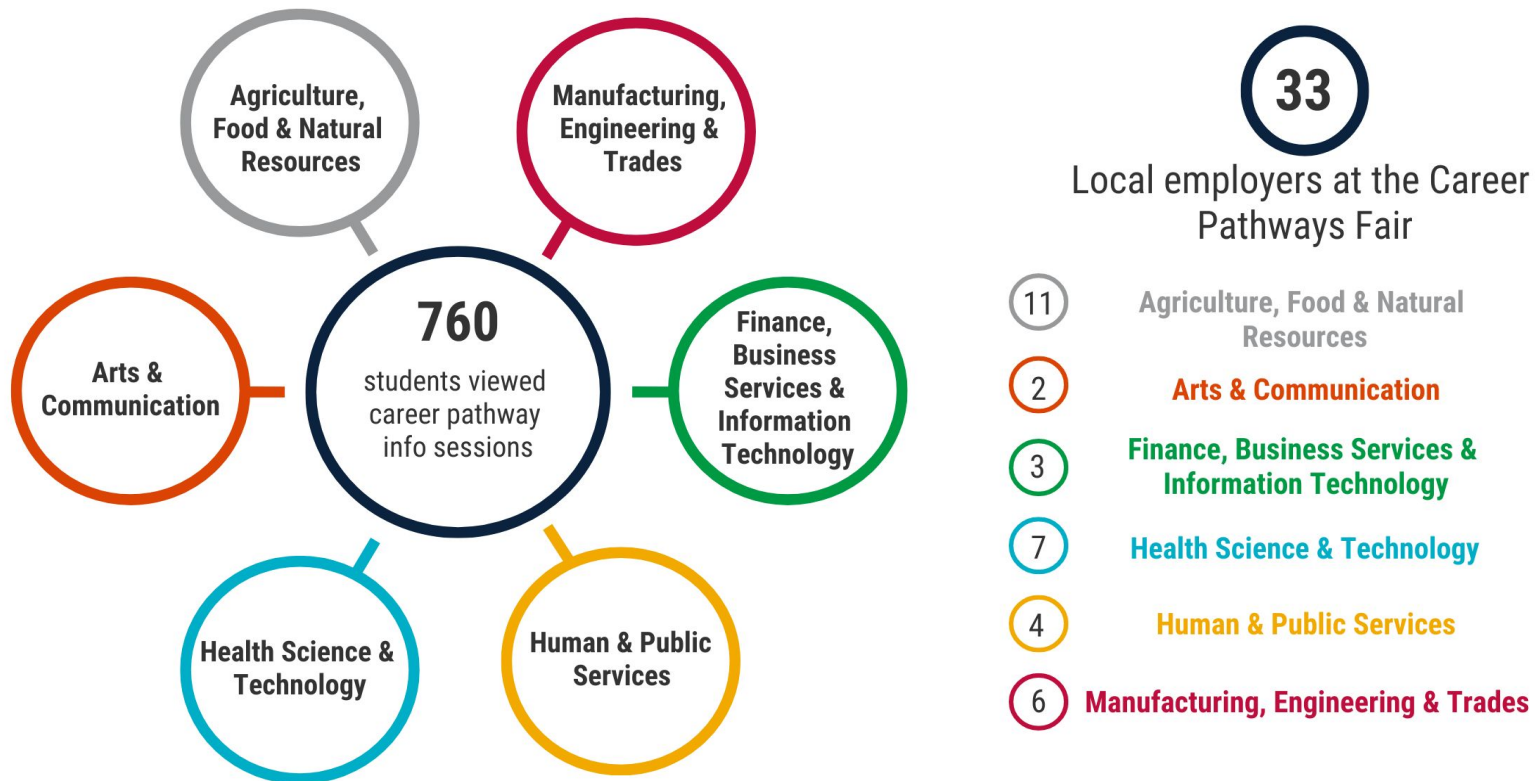 Agriculture,
Food & Natural
Resources
Manufacturing,
Engineering &
Trades
Arts &
Communication
760
students viewed
career pathway
info sessions
Finance,
Business
Services &
Information
Technology
Health Science &
Technology
Human & Public
Services
33
Local employers at the Career
Pathways Fair
11 Agriculture, Food & Natural
Resources
2 Arts & Communication
3 Finance, Business Services &
Information Technology
7 Health Science & Technology
4 Human & Public Services
6 Manufacturing, Engineering & Trades